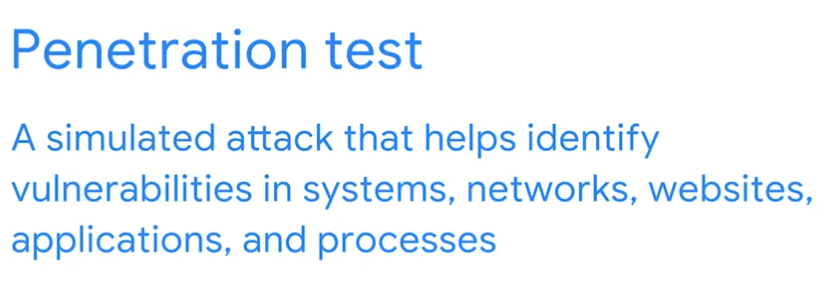 Penetration test
A simulated attack that helps identify
vulnerabilities in systems, networks, websites,
applications, and processes